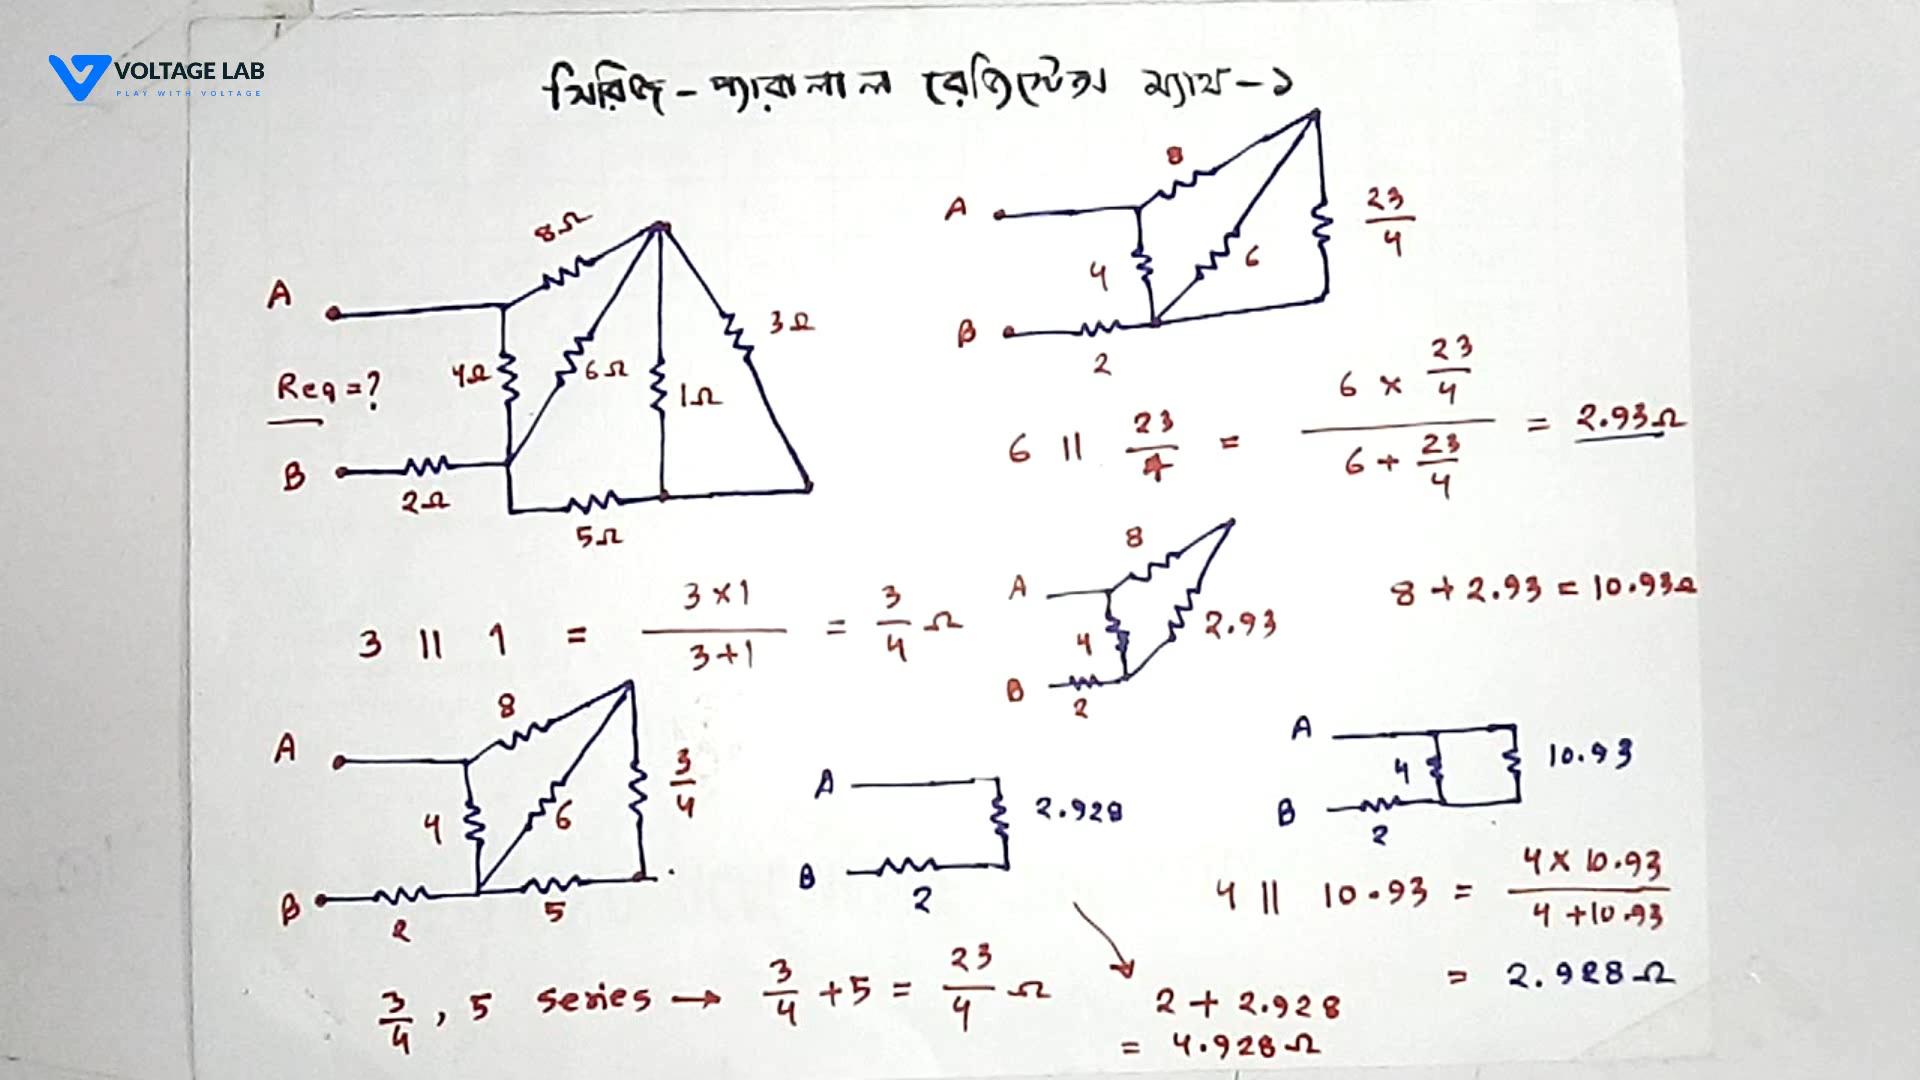 VOLTAGE LAB
PLAY WITH VOLTAGE
সিরিজ - প্যারালাল রেজিস্টেন্স ম্যাথ - ১
A
Req = ?
B
8Ω
4Ω
6Ω
1Ω
3Ω
2Ω
5Ω
3 || 1 = 3 × 1 / 3 + 1 = 3/4 Ω
A
B
8
4
6
3/4
2
5
3/4 , 5 series → 3/4 + 5 = 23/4 Ω
A
B
8
4
6
23/4
2
6 || 23/4 = 6 × 23/4 / 6 + 23/4 = 2.93Ω
A
B
8
4
2.93
2
8 + 2.93 = 10.93Ω
A
B
4
10.93
2
4 || 10.93 = 4 × 10.93 / 4 + 10.93
= 2.928Ω
A
B
2.928
2
2 + 2.928
= 4.928Ω